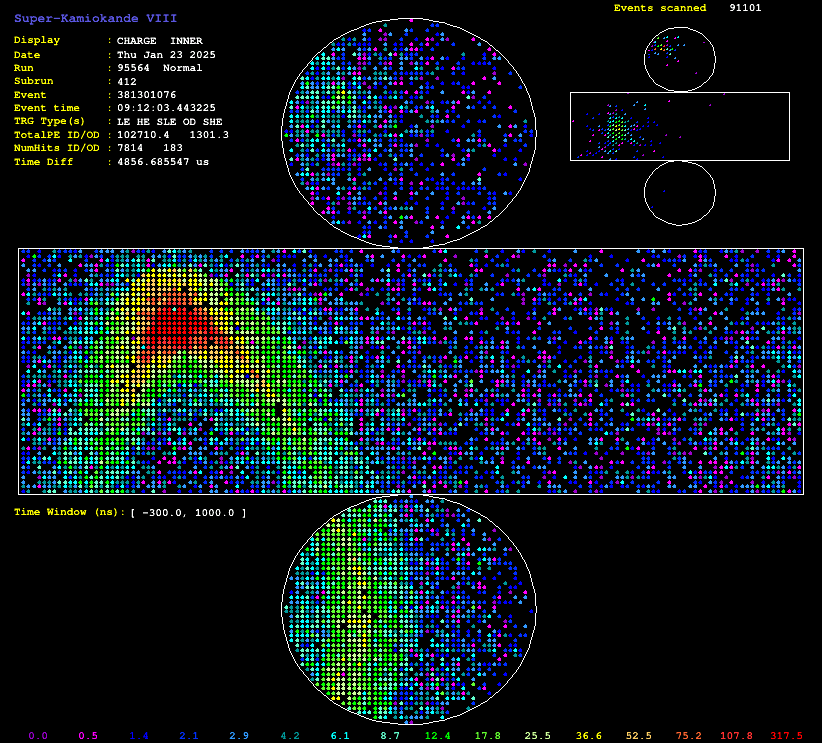 Super-Kamiokande VIII
Events scanned 91101
Display : CHARGE INNER
Date : Thu Jan 23 2025
Run : 95564 Normal
Subrun : 412
Event : 381301076
Event time : 09:12:03.443225
TRG Type(s) : LE HE SLE OD SHE
TotalPE ID/OD : 102710.4 1301.3
NumHits ID/OD : 7814 183
Time Diff : 4856.685547 us
Time Window (ns): [ -300.0, 1000.0 ]
0.0 0.5 1.4 2.1 2.9 4.2 6.1 8.7 12.4 17.8 25.5 36.6 52.5 75.2 107.8 317.5